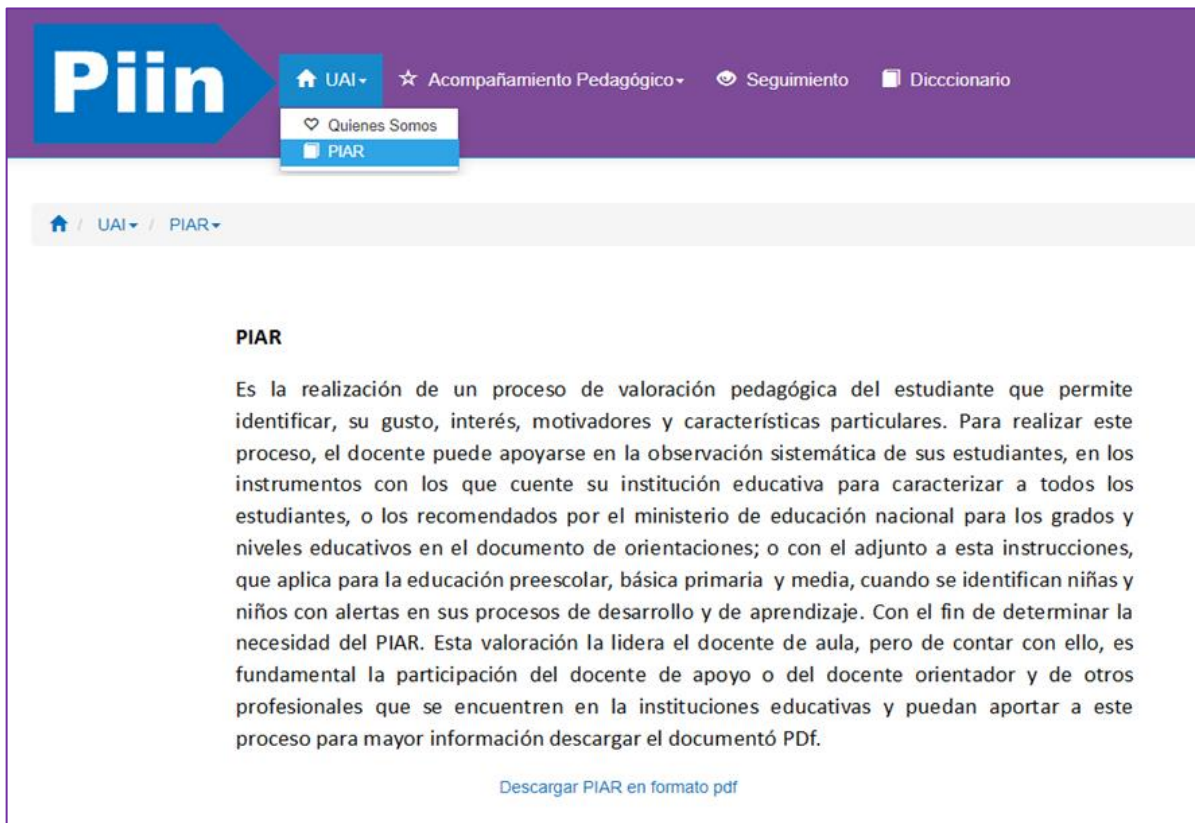 Piin
UAI Acompañamiento Pedagógico Seguimiento Dicccionario
Quienes Somos
PIAR
/ UAI / PIAR
PIAR
Es la realización de un proceso de valoración pedagógica del estudiante que permite
identificar, su gusto, interés, motivadores y características particulares. Para realizar este
proceso, el docente puede apoyarse en la observación sistemática de sus estudiantes, en los
instrumentos con los que cuente su institución educativa para caracterizar a todos los
estudiantes, o los recomendados por el ministerio de educación nacional para los grados y
niveles educativos en el documento de orientaciones; o con el adjunto a esta instrucciones,
que aplica para la educación preescolar, básica primaria y media, cuando se identifican niñas y
niños con alertas en sus procesos de desarrollo y de aprendizaje. Con el fin de determinar la
necesidad del PIAR. Esta valoración la lidera el docente de aula, pero de contar con ello, es
fundamental la participación del docente de apoyo o del docente orientador y de otros
profesionales que se encuentren en la instituciones educativas y puedan aportar a este
proceso para mayor información descargar el documentó PDf.
Descargar PIAR en formato pdf